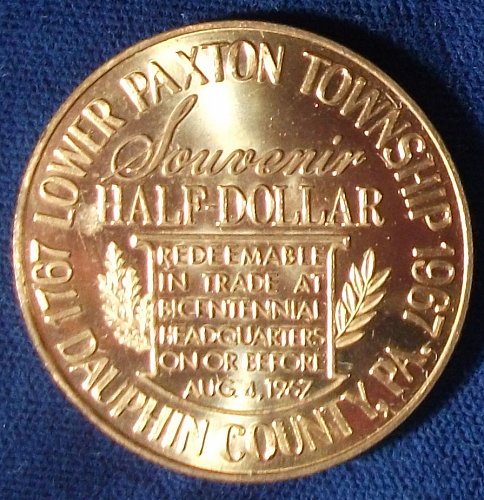 1767 LOWER PAXTON TOWNSHIP 1967
DAUPHIN COUNTY, PA.
Souvenir
HALF-DOLLAR
REDEEMABLE
IN TRADE AT
BICENTENNIAL
HEADQUARTERS
ON OR BEFORE
AUG. 4, 1967